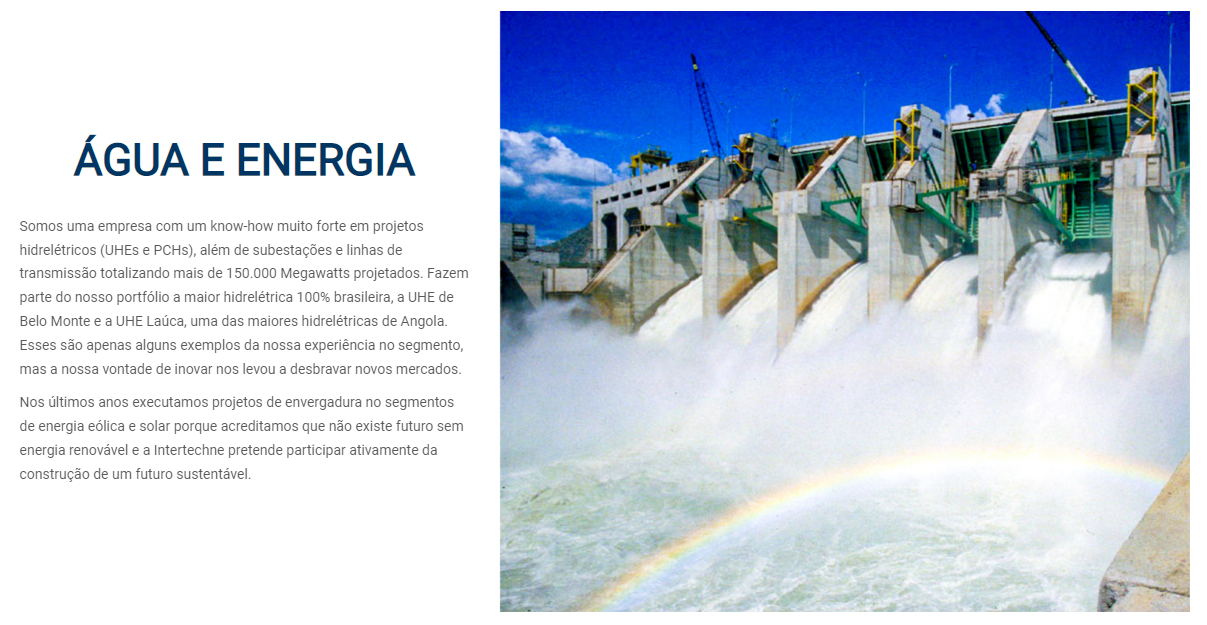 ÁGUA E ENERGIA
Somos uma empresa com um know-how muito forte em projetos
hidrelétricos (UHEs e PCHs), além de subestações e linhas de
transmissão totalizando mais de 150.000 Megawatts projetados. Fazem
parte do nosso portfólio a maior hidrelétrica 100% brasileira, a UHE de
Belo Monte e a UHE Laúca, uma das maiores hidrelétricas de Angola.
Esses são apenas alguns exemplos da nossa experiência no segmento,
mas a nossa vontade de inovar nos levou a desbravar novos mercados.
Nos últimos anos executamos projetos de envergadura no segmentos
de energia eólica e solar porque acreditamos que não existe futuro sem
energia renovável e a Intertechne pretende participar ativamente da
construção de um futuro sustentável.